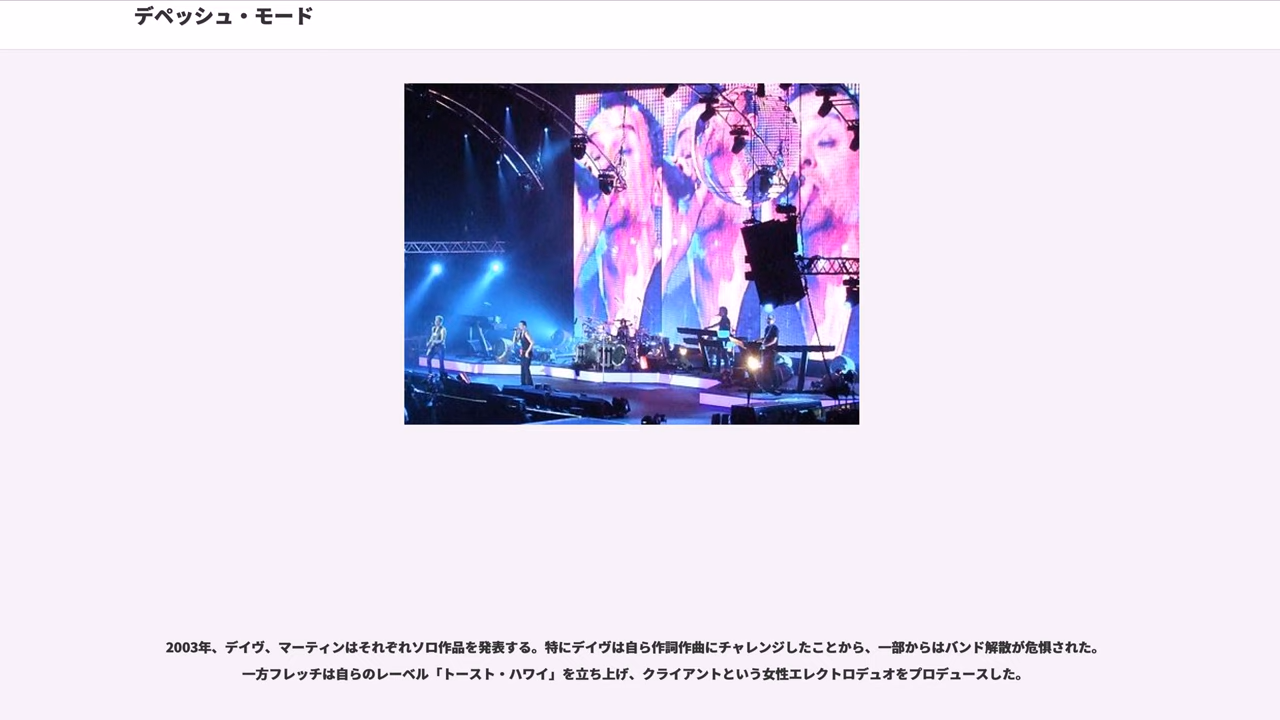 デペッシュ・モード
2003年、デイヴ、マーティンはそれぞれソロ作品を発表する。特にデイヴは自ら作詞作曲にチャレンジしたことから、一部からはバンド解散が危惧された。
一方フレッチは自らのレーベル「トースト・ハワイ」を立ち上げ、クライアントという女性エレクトロデュオをプロデュースした。